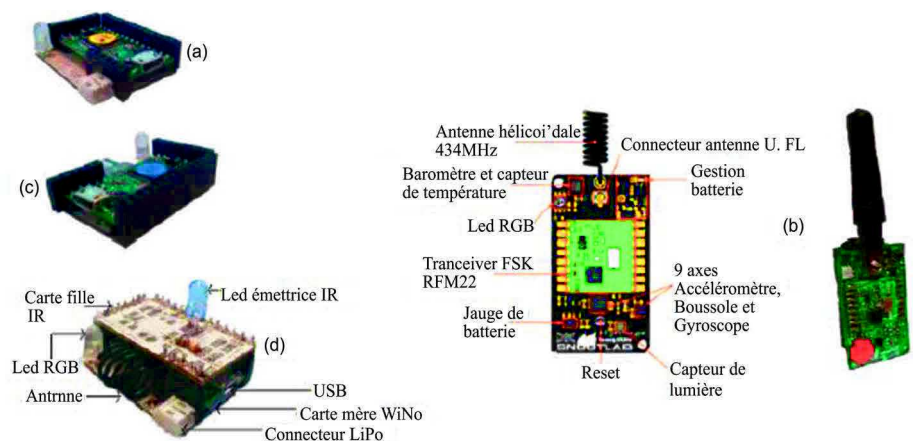 (a)
(c)
Carte fille
IR
Led émettrice IR
(d)
Led RGB
Antrnne
USB
Carte mère WiNo
Connecteur LiPo
Antenne hélicoi'dale
434MHz
Connecteur antenne U. FL
Baromètre et capteur
de température
Gestion
batterie
Led RGB
(b)
Tranceiver FSK
RFM22
9 axes
Accéléromètre,
Boussole et
Gyroscope
Jauge de
batterie
SNOOTLAB
Reset
Capteur de
lumière